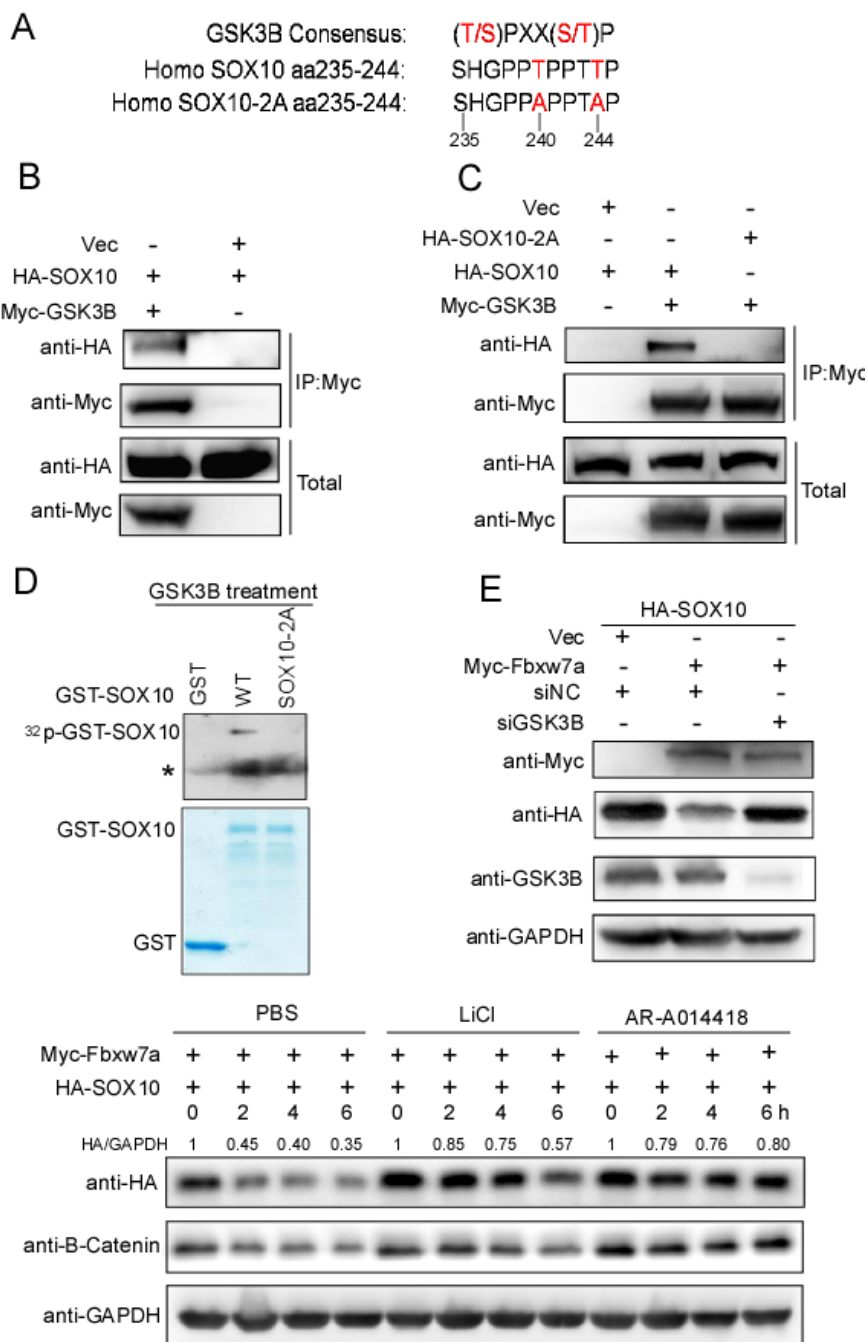 A
GSK3B Consensus: (T/S)PXX(S/T)P
Homo SOX10 aa235-244: SHGPPTPPTTP
Homo SOX10-2A aa235-244: SHGPPAPPTAP
235 240 244
B
Vec - +
HA-SOX10 + +
Myc-GSK3B + -
anti-HA
anti-Myc
IP:Myc
anti-HA
anti-Myc
Total
C
Vec + - -
HA-SOX10-2A - - +
HA-SOX10 + + -
Myc-GSK3B - + +
anti-HA
anti-Myc
IP:Myc
anti-HA
anti-Myc
Total
D
GSK3B treatment
GST-SOX10 GST WT SOX10-2A
32p-GST-SOX10
*
GST-SOX10
GST
E
HA-SOX10
Vec + - -
Myc-Fbxw7a - + +
siNC + + -
siGSK3B - - +
anti-Myc
anti-HA
anti-GSK3B
anti-GAPDH
PBS LiCl AR-A014418
Myc-Fbxw7a + + + + + + + + + + + +
HA-SOX10 + + + + + + + + + + + +
0 2 4 6 0 2 4 6 0 2 4 6 h
HA/GAPDH 1 0.45 0.40 0.35 1 0.85 0.75 0.57 1 0.79 0.76 0.80
anti-HA
anti-B-Catenin
anti-GAPDH